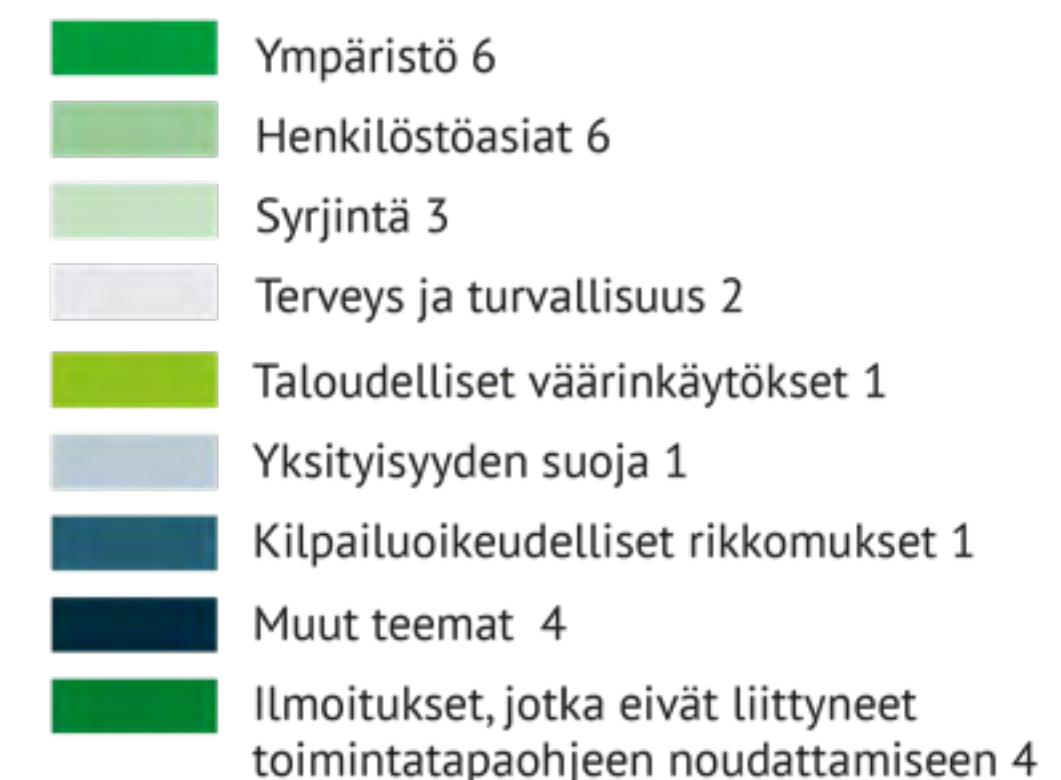 Ympäristö 6
Henkilöstöasiat 6
Syrjintä 3
Terveys ja turvallisuus 2
Taloudelliset väärinkäytökset 1
Yksityisyyden suoja 1
Kilpailuoikeudelliset rikkomukset 1
Muut teemat 4
Ilmoitukset, jotka eivät liittyneet
toimintatapaohjeen noudattamiseen 4